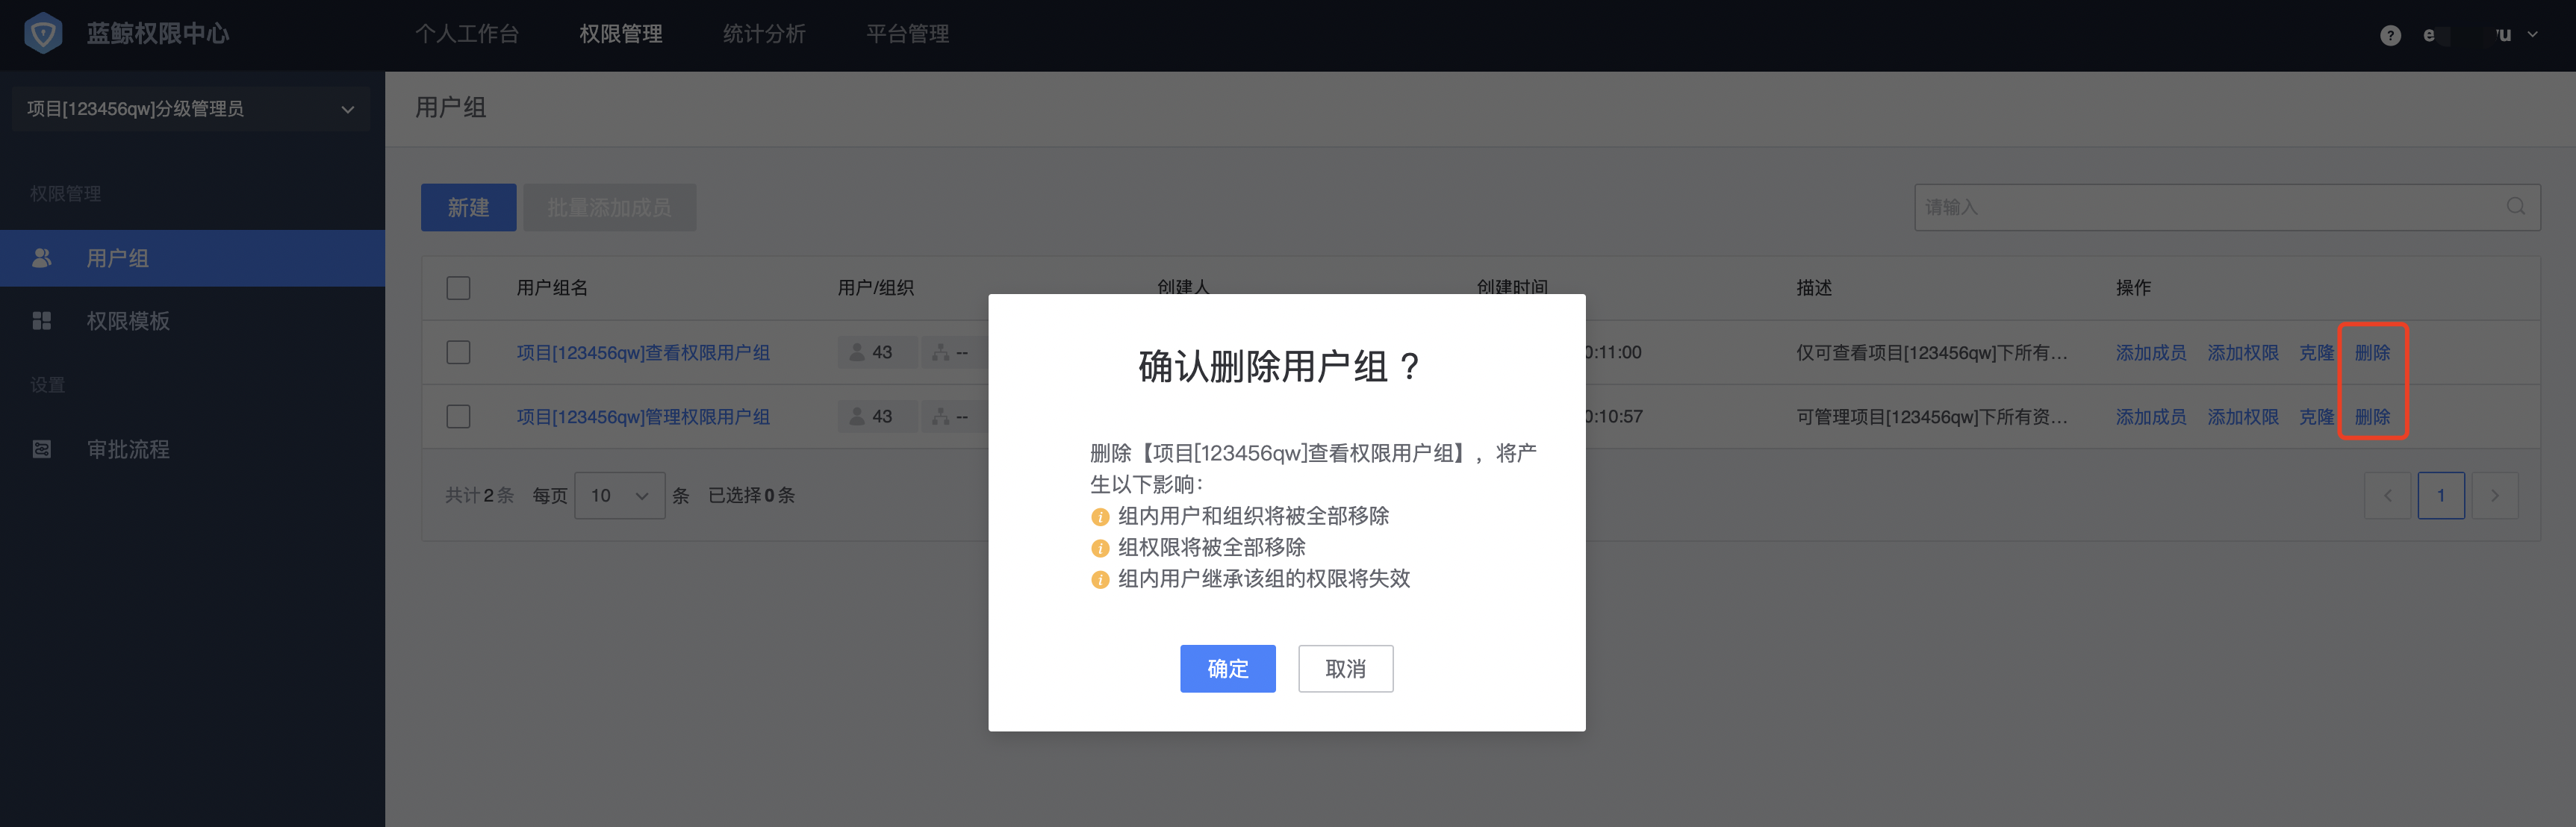 蓝鲸权限中心
个人工作台 权限管理 统计分析 平台管理
项目[123456qw]分级管理员
用户组
权限管理
用户组
权限模板
设置
审批流程
新建 批量添加成员 请输入
用户组名 用户/组织 创建人 创建时间 描述 操作
项目[123456qw]查看权限用户组 43 -- 0:11:00 仅可查看项目[123456qw]下所有... 添加成员 添加权限 克隆 删除
项目[123456qw]管理权限用户组 43 -- 0:10:57 可管理项目[123456qw]下所有资... 添加成员 添加权限 克隆 删除
共计2条 每页 10 条 已选择0条 1
确认删除用户组？
删除【项目[123456qw]查看权限用户组】，将产
生以下影响：
组内用户和组织将被全部移除
组权限将被全部移除
组内用户继承该组的权限将失效
确定 取消